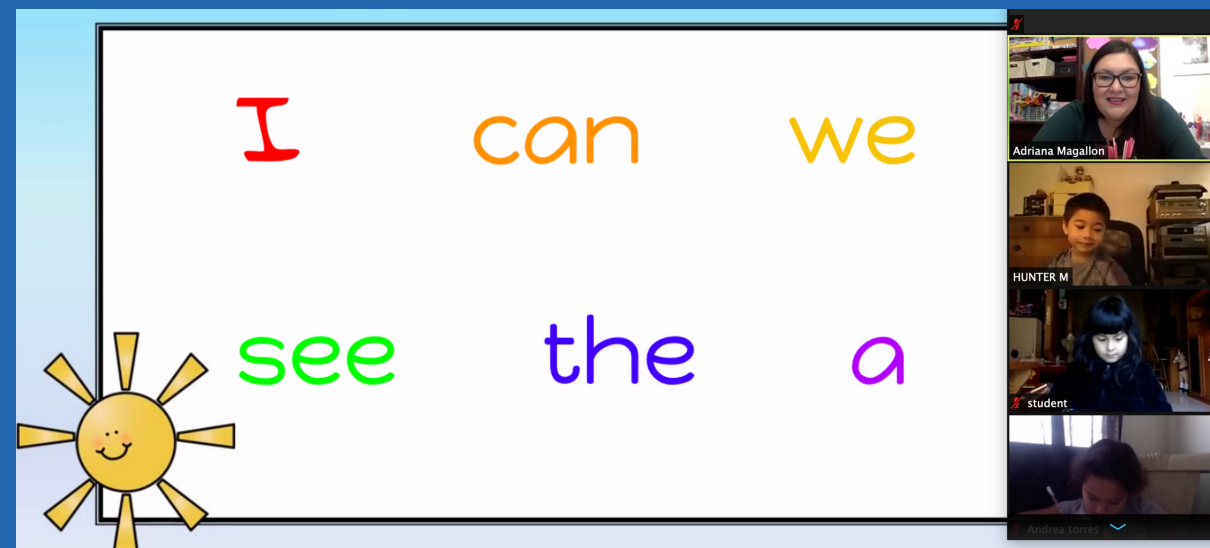 I can we
see the a
Adriana Magallon
HUNTER M
student
Andrea torres